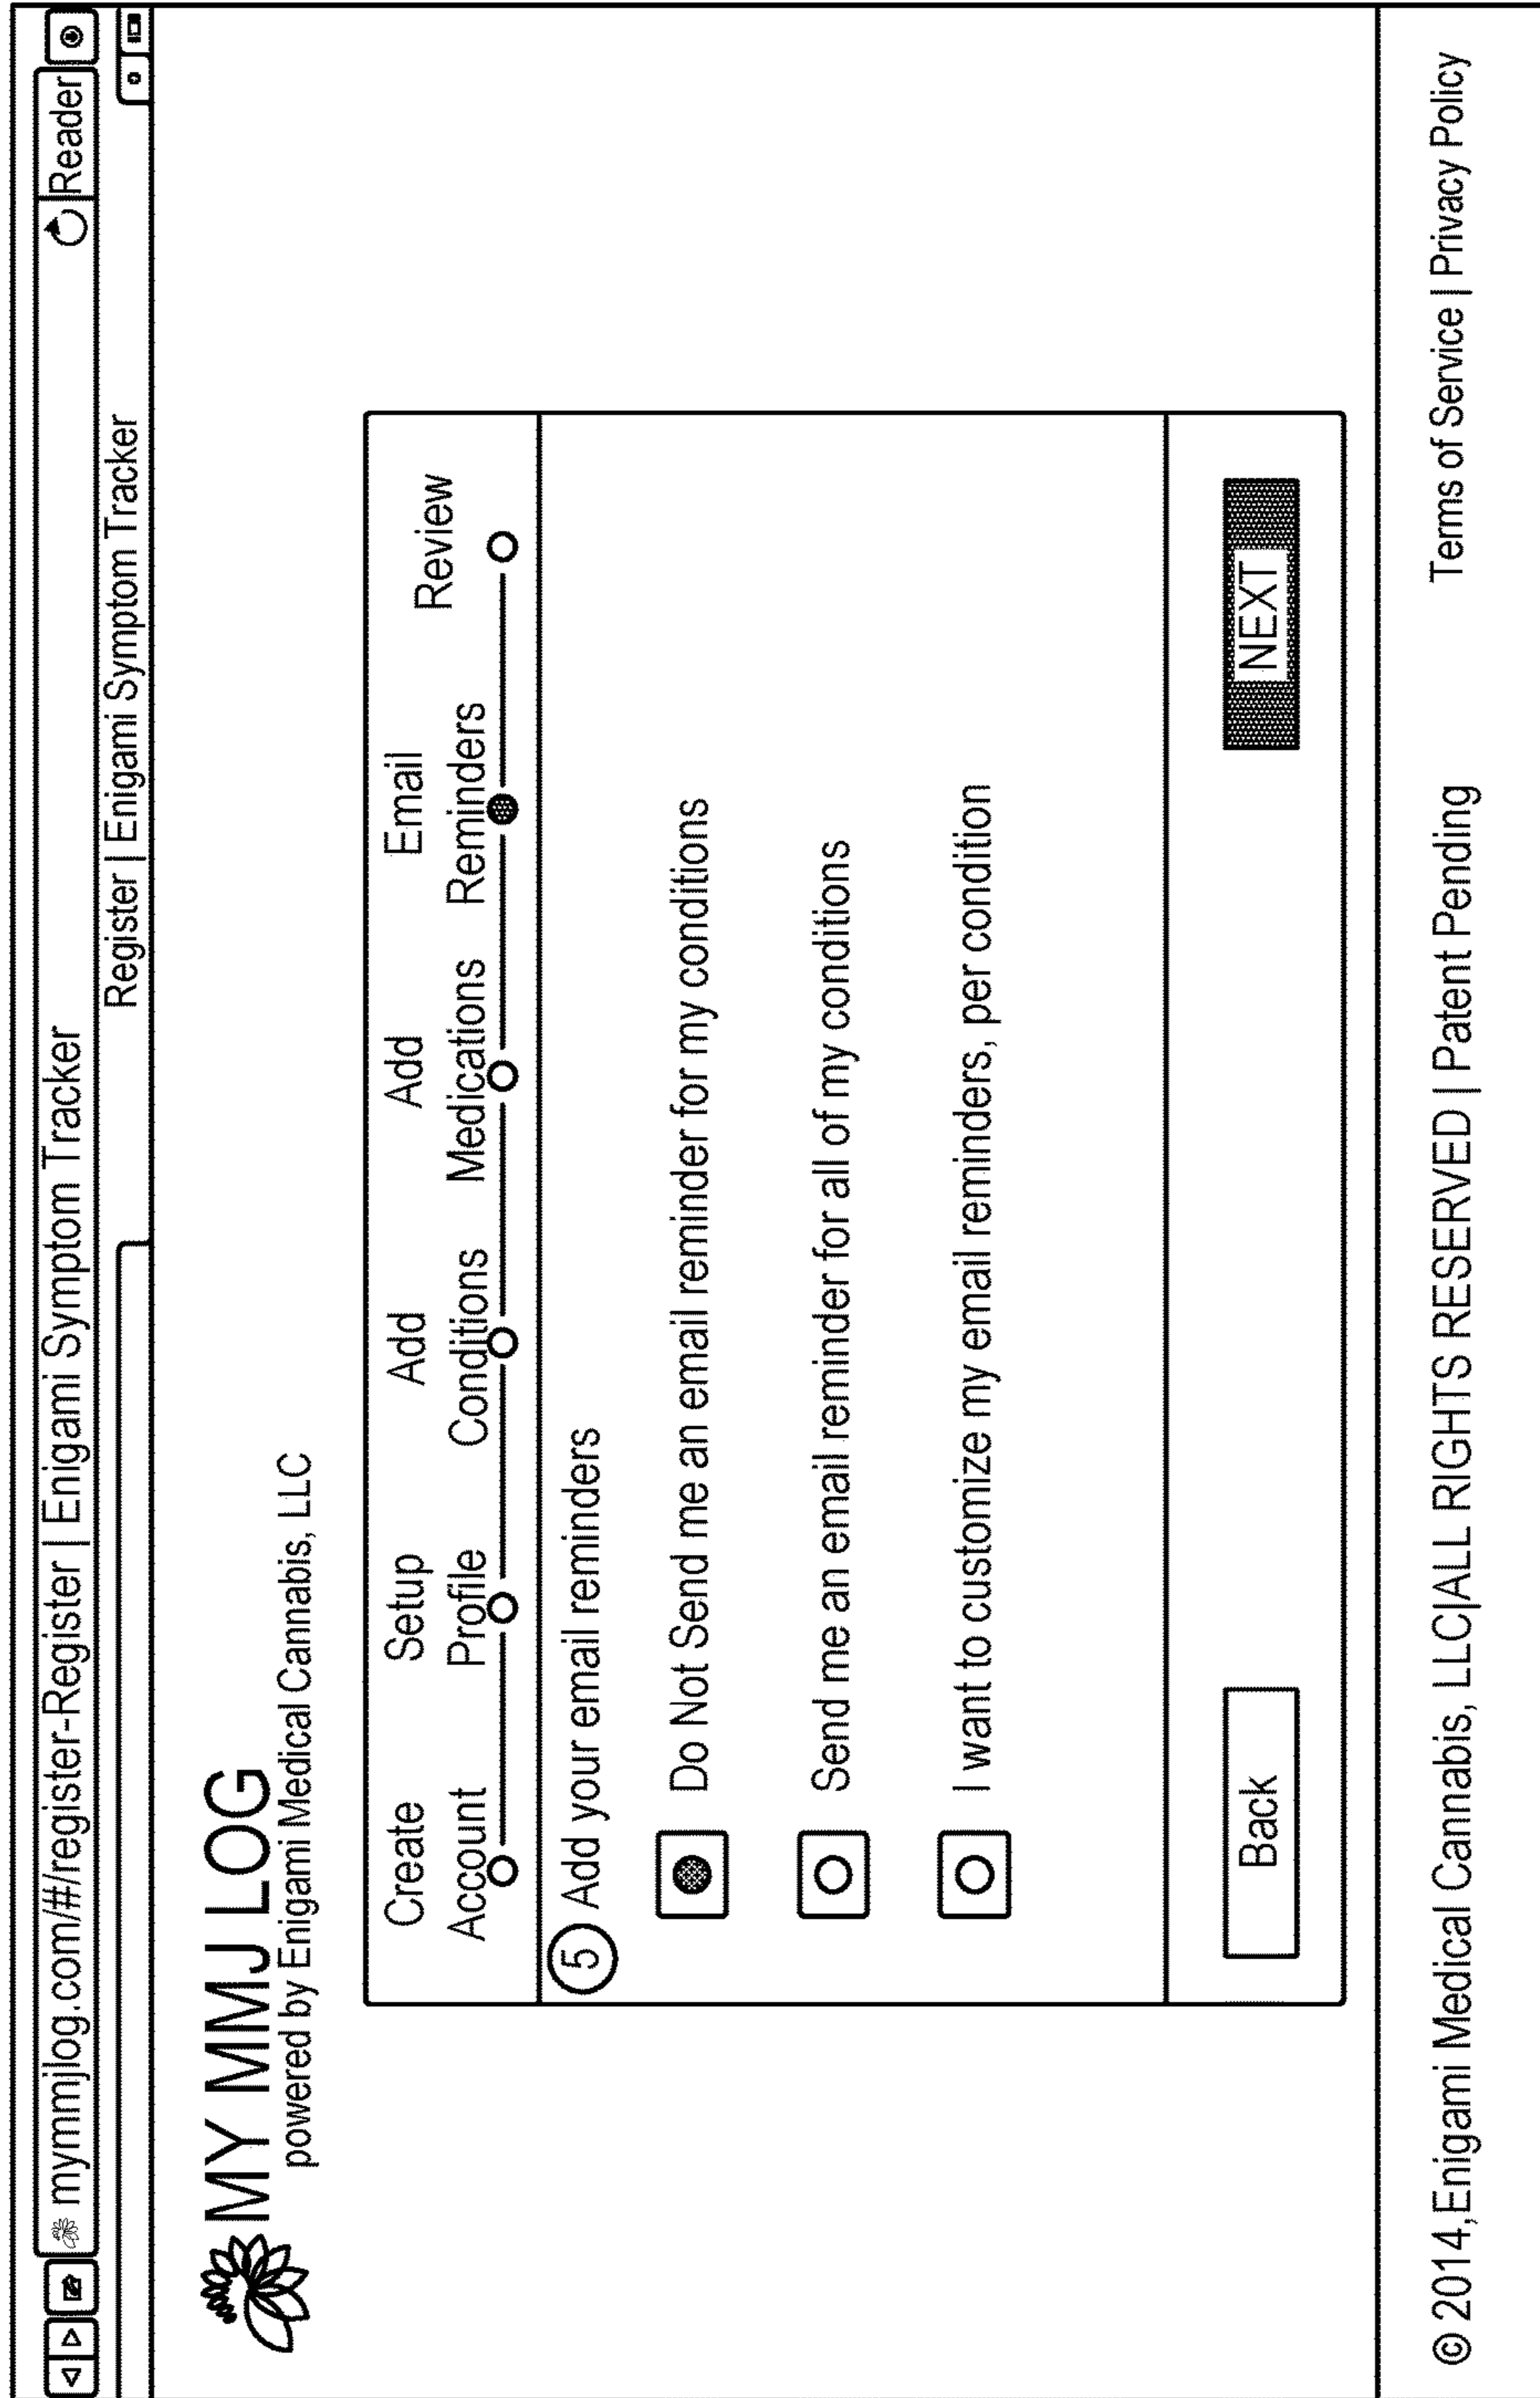 mymmjlog.com/#/register-Register | Enigami Symptom Tracker
Reader
Register | Enigami Symptom Tracker
MY MMJ LOG
powered by Enigami Medical Cannabis, LLC
Create Account
Setup Profile
Add Conditions
Add Medications
Email Reminders
Review
5 Add your email reminders
Do Not Send me an email reminder for my conditions
Send me an email reminder for all of my conditions
I want to customize my email reminders, per condition
Back
NEXT
© 2014,Enigami Medical Cannabis, LLC|ALL RIGHTS RESERVED | Patent Pending
Terms of Service | Privacy Policy